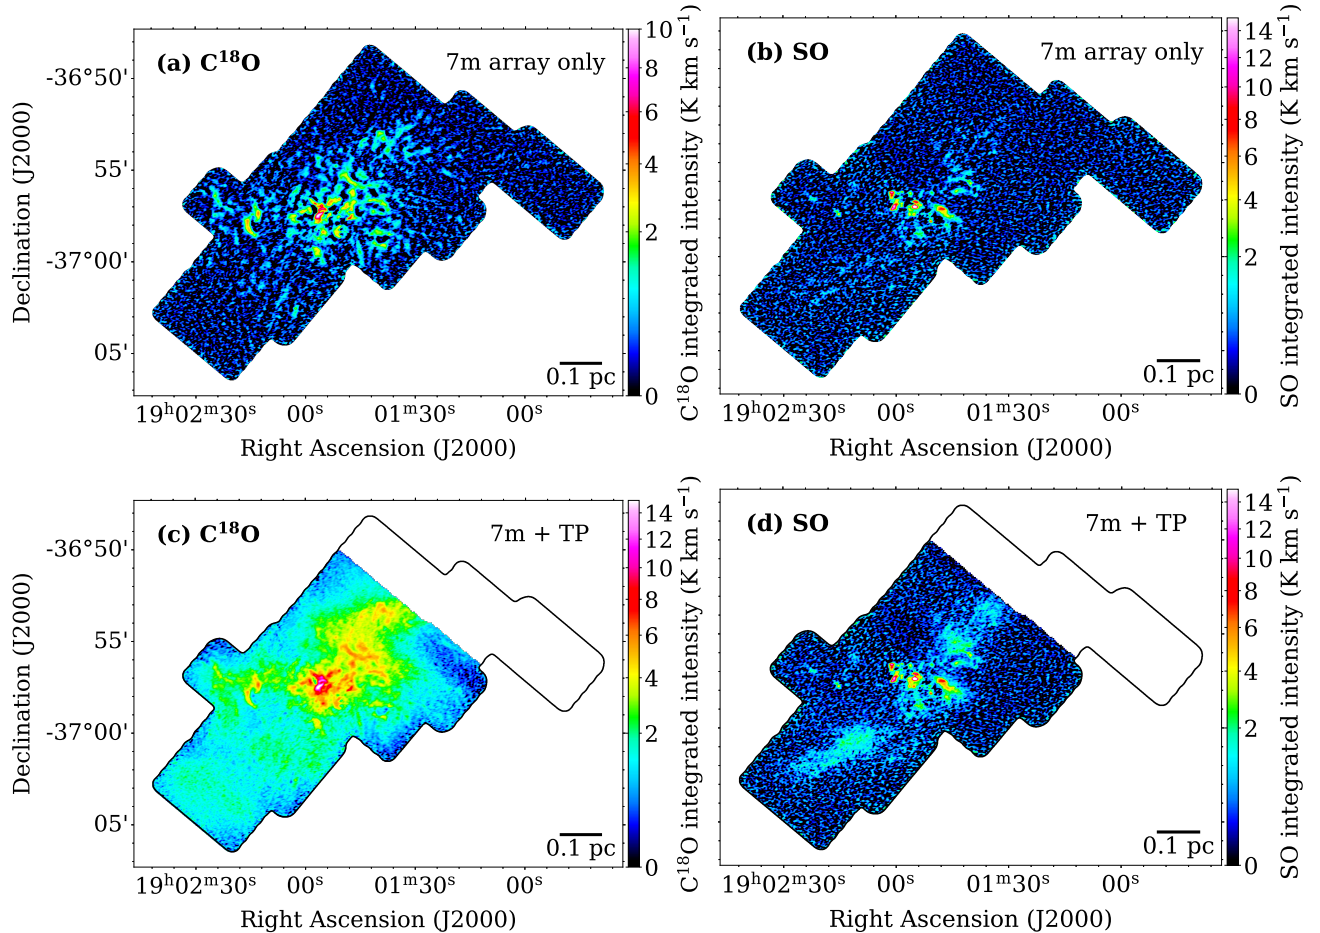 (a) C¹⁸O
7m array only
-36°50'
55'
-37°00'
05'
Declination (J2000)
0.1 pc
19ʰ02ᵐ30ˢ 00ˢ 01ᵐ30ˢ 00ˢ
Right Ascension (J2000)
10
8
6
4
2
0
C¹⁸O integrated intensity (K km s⁻¹)
(b) SO
7m array only
0.1 pc
19ʰ02ᵐ30ˢ 00ˢ 01ᵐ30ˢ 00ˢ
Right Ascension (J2000)
14
12
10
8
6
4
2
0
SO integrated intensity (K km s⁻¹)
(c) C¹⁸O
7m + TP
-36°50'
55'
-37°00'
05'
Declination (J2000)
0.1 pc
19ʰ02ᵐ30ˢ 00ˢ 01ᵐ30ˢ 00ˢ
Right Ascension (J2000)
14
12
10
8
6
4
2
0
C¹⁸O integrated intensity (K km s⁻¹)
(d) SO
7m + TP
0.1 pc
19ʰ02ᵐ30ˢ 00ˢ 01ᵐ30ˢ 00ˢ
Right Ascension (J2000)
14
12
10
8
6
4
2
0
SO integrated intensity (K km s⁻¹)